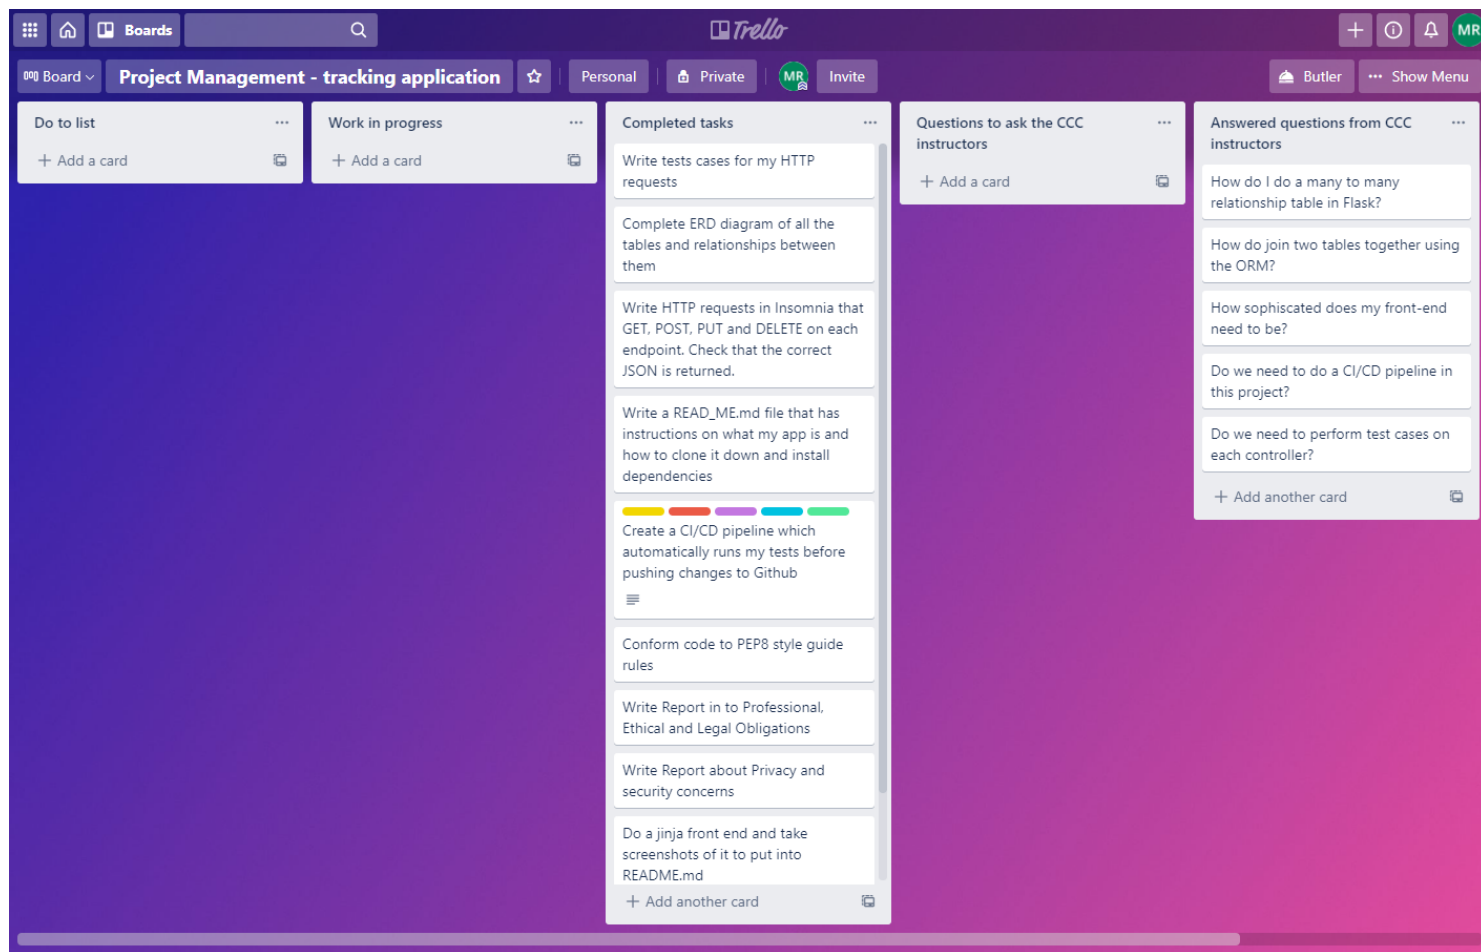 Boards
Trello
MR
Board
Project Management - tracking application
Personal
Private
MR
Invite
Butler
Show Menu
Do to list
Add a card
Work in progress
Add a card
Completed tasks
Write tests cases for my HTTP
requests
Complete ERD diagram of all the
tables and relationships between
them
Write HTTP requests in Insomnia that
GET, POST, PUT and DELETE on each
endpoint. Check that the correct
JSON is returned.
Write a READ_ME.md file that has
instructions on what my app is and
how to clone it down and install
dependencies
Create a CI/CD pipeline which
automatically runs my tests before
pushing changes to Github
Conform code to PEP8 style guide
rules
Write Report in to Professional,
Ethical and Legal Obligations
Write Report about Privacy and
security concerns
Do a jinja front end and take
screenshots of it to put into
README.md
Add another card
Questions to ask the CCC
instructors
Add a card
Answered questions from CCC
instructors
How do I do a many to many
relationship table in Flask?
How do join two tables together using
the ORM?
How sophiscated does my front-end
need to be?
Do we need to do a CI/CD pipeline in
this project?
Do we need to perform test cases on
each controller?
Add another card